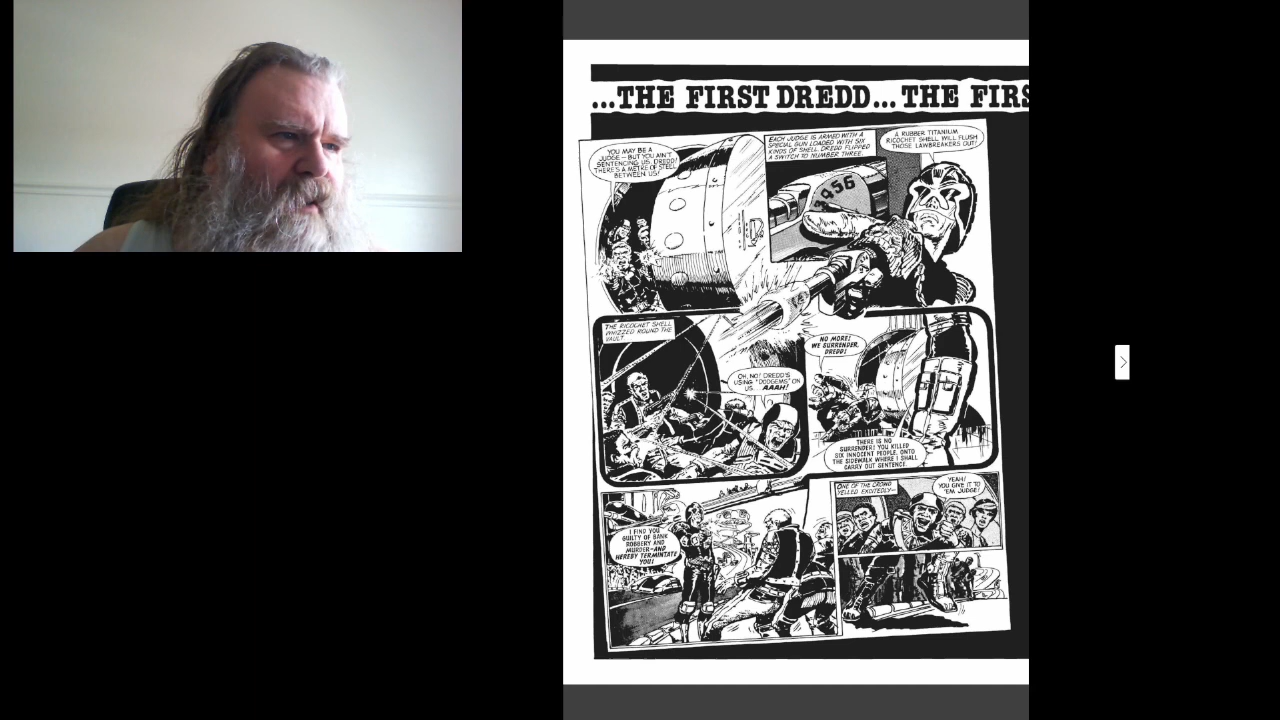 ...THE FIRST DREDD... THE FIRS
YOU MAY BE A
JUDGE — BUT YOU AIN'T
SENTENCING US, DREDD!
THERE'S A METRE OF STEEL
BETWEEN US!
EACH JUDGE IS ARMED WITH A
SPECIAL GUN LOADED WITH SIX
KINDS OF SHELL. DREDD FLIPPED
A SWITCH TO NUMBER THREE.
A RUBBER TITANIUM
RICOCHET SHELL WILL FLUSH
THOSE LAWBREAKERS OUT!
3456
THE RICOCHET SHELL
WHIZZED ROUND THE
VAULT
OH, NO! DREDD'S
USING "DODGEMS" ON
US... AAAH!
NO MORE!
WE SURRENDER,
DREDD!
THERE IS NO
SURRENDER! YOU KILLED
SIX INNOCENT PEOPLE. ONTO
THE SIDEWALK WHERE I SHALL
CARRY OUT SENTENCE.
I FIND YOU
GUILTY OF BANK
ROBBERY AND
MURDER—AND
HEREBY TERMINTATE
YOU!
ONE OF THE CROWD
YELLED EXCITEDLY—
YEAH!
YOU GIVE IT TO
'EM, JUDGE!